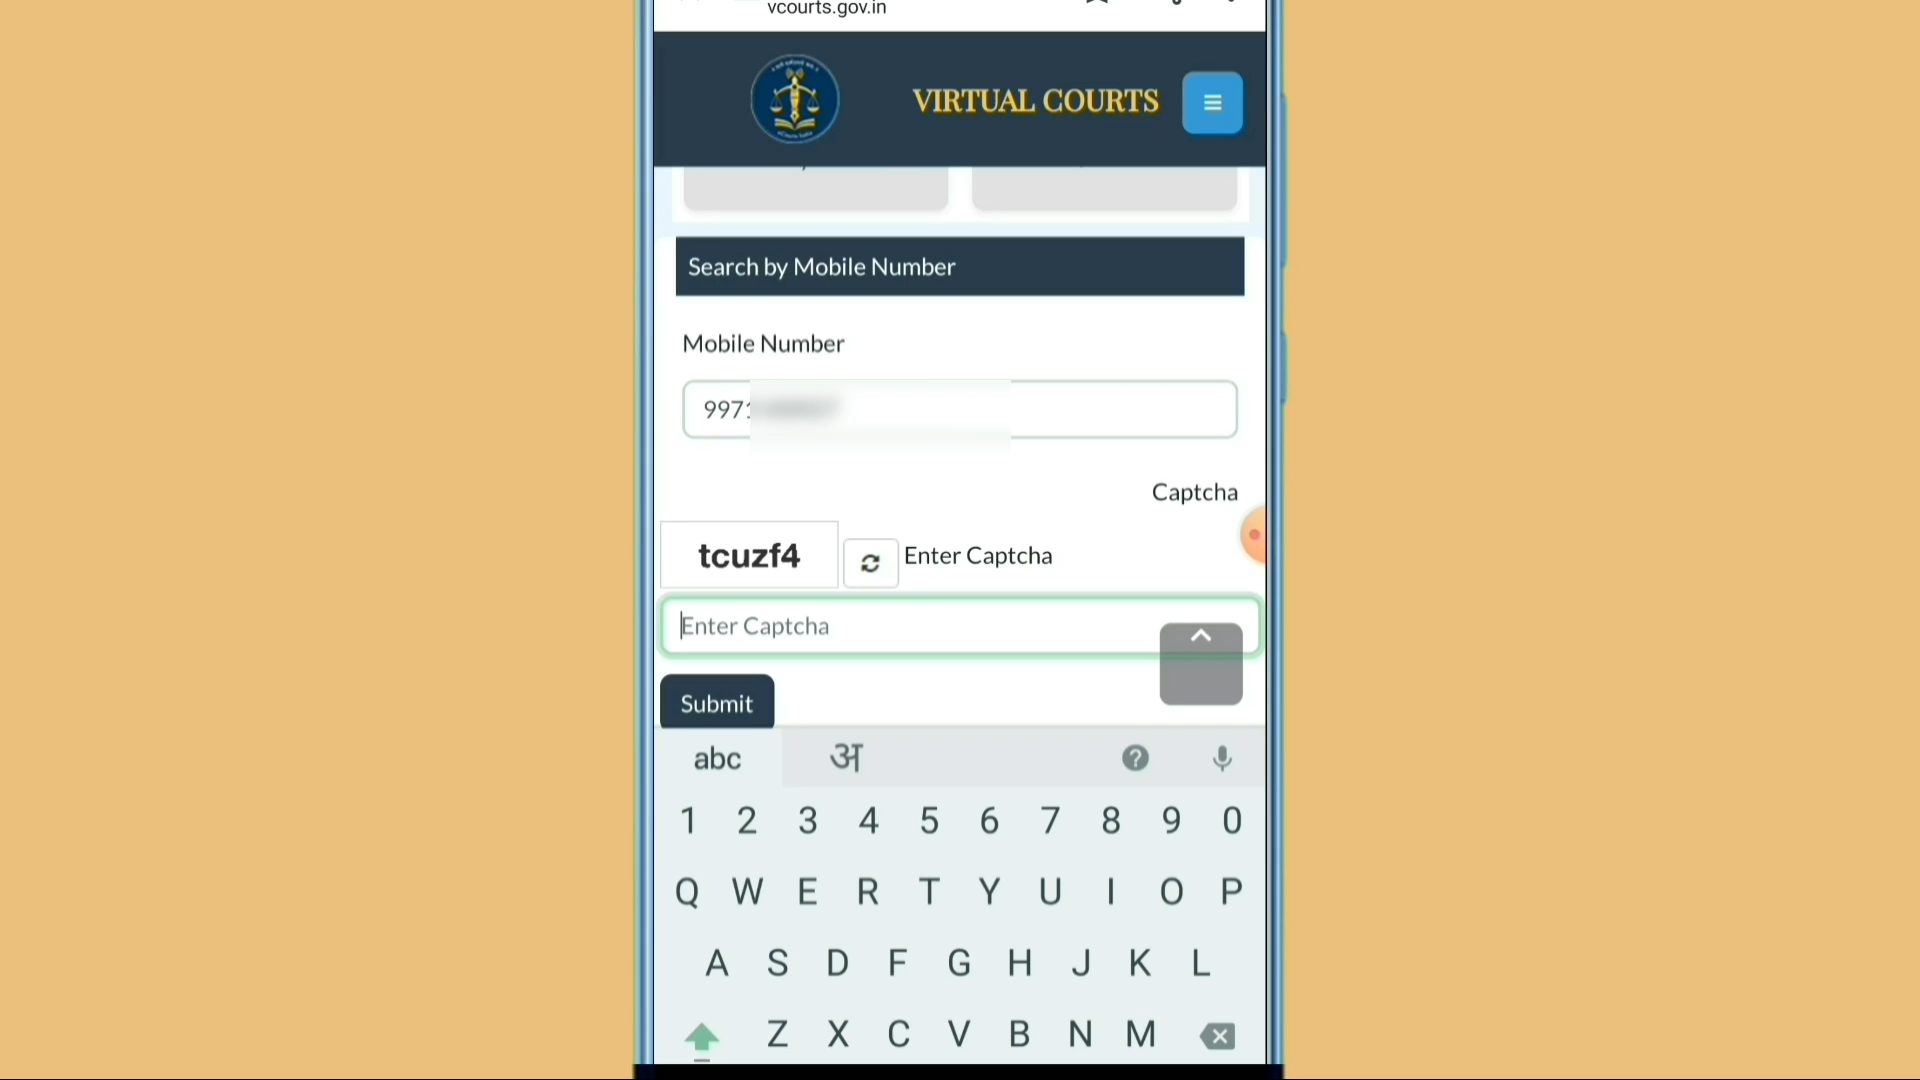 vcourts.gov.in
VIRTUAL COURTS
Search by Mobile Number
Mobile Number
9971
Captcha
tcuzf4
Enter Captcha
Enter Captcha
Submit
abc अ
1 2 3 4 5 6 7 8 9 0
Q W E R T Y U I O P
A S D F G H J K L
Z X C V B N M